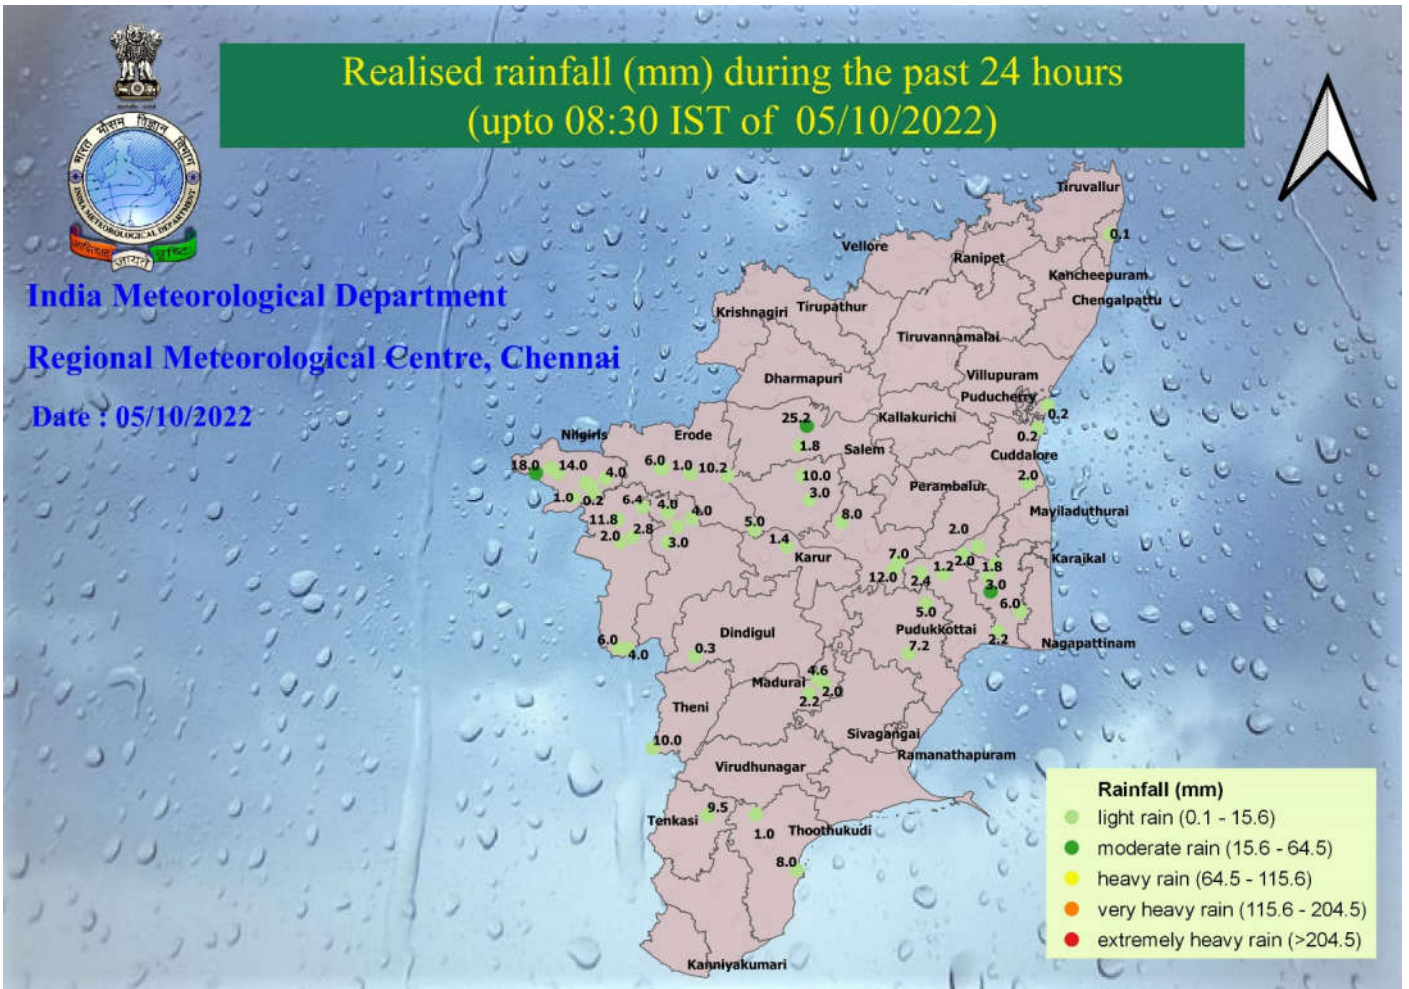 Realised rainfall (mm) during the past 24 hours
(upto 08:30 IST of 05/10/2022)
भारत मौसम विज्ञान विभाग
INDIA METEOROLOGICAL DEPARTMENT
आदित्यात् जायते वृष्टि
India Meteorological Department
Regional Meteorological Centre, Chennai
Date : 05/10/2022
Tiruvallur
0.1
Vellore
Ranipet
Kancheepuram
Chengalpattu
Krishnagiri
Tirupathur
Tiruvannamalai
Dharmapuri
Villupuram
Puducherry
0.2
25.2
Kallakurichi
0.2
Nilgiris
Erode
1.8
Salem
Cuddalore
18.0
14.0
4.0
6.0
1.0
10.2
10.0
2.0
1.0
0.2
6.4
4.0
3.0
Perambalur
Mayiladuthurai
11.8
2.8
4.0
5.0
8.0
2.0
2.0
3.0
1.4
Karur
7.0
2.0
1.8
Karaikal
12.0
2.4
1.2
3.0
5.0
6.0
6.0
4.0
0.3
Dindigul
Pudukkottai
7.2
2.2
Nagapattinam
4.6
Madurai
2.0
2.2
Theni
10.0
Sivagangai
Ramanathapuram
Virudhunagar
9.5
Tenkasi
1.0
Thoothukudi
8.0
Kanniyakumari
Rainfall (mm)
light rain (0.1 - 15.6)
moderate rain (15.6 - 64.5)
heavy rain (64.5 - 115.6)
very heavy rain (115.6 - 204.5)
extremely heavy rain (>204.5)